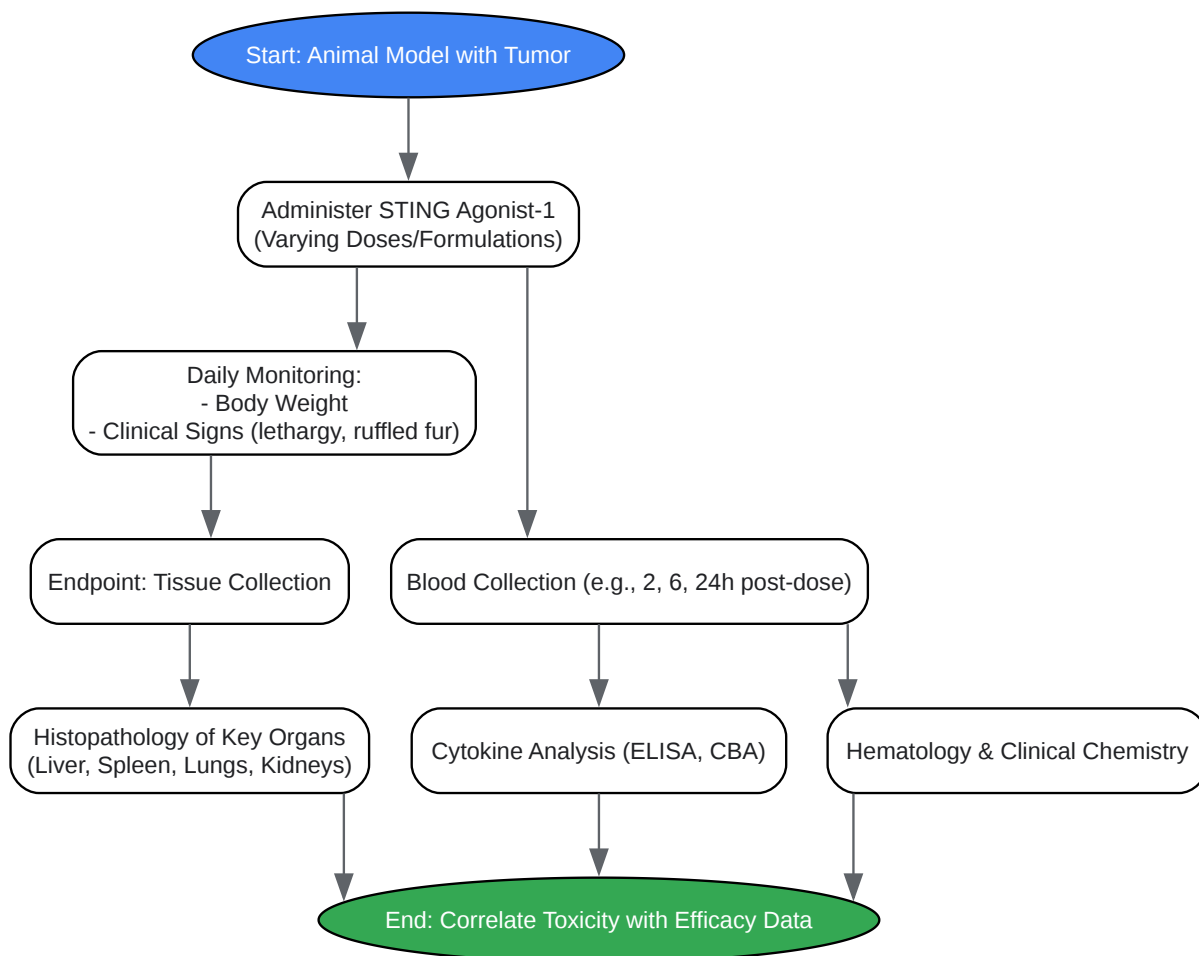 Start: Animal Model with Tumor
Administer STING Agonist-1
(Varying Doses/Formulations)
Daily Monitoring:
- Body Weight
- Clinical Signs (lethargy, ruffled fur)
Endpoint: Tissue Collection
Blood Collection (e.g., 2, 6, 24h post-dose)
Histopathology of Key Organs
(Liver, Spleen, Lungs, Kidneys)
Cytokine Analysis (ELISA, CBA)
Hematology & Clinical Chemistry
End: Correlate Toxicity with Efficacy Data